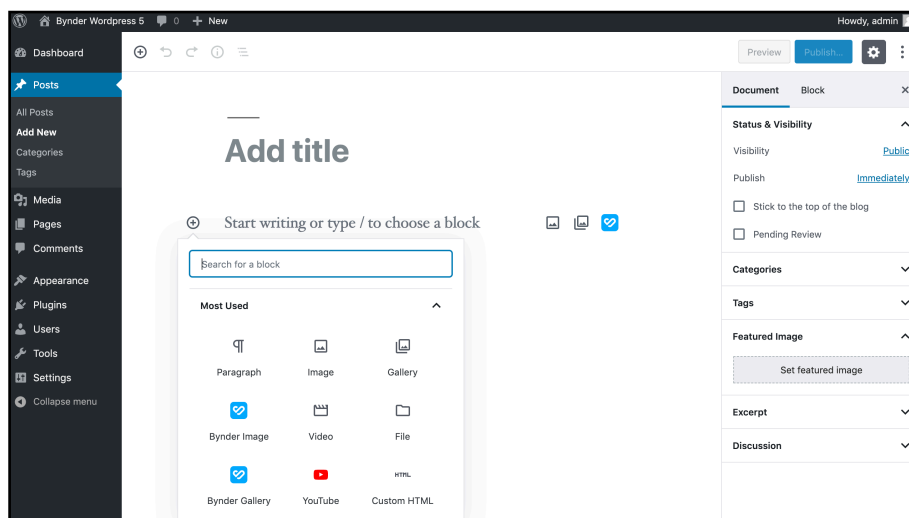 Bynder Wordpress 5 0 + New Howdy, admin
Dashboard
Posts
All Posts
Add New
Categories
Tags
Media
Pages
Comments
Appearance
Plugins
Users
Tools
Settings
Collapse menu
Preview Publish...
Add title
Start writing or type / to choose a block
Search for a block
Most Used
Paragraph Image Gallery
Bynder Image Video File
HTML
Bynder Gallery YouTube Custom HTML
Document Block
Status & Visibility
Visibility Public
Publish Immediately
Stick to the top of the blog
Pending Review
Categories
Tags
Featured Image
Set featured image
Excerpt
Discussion